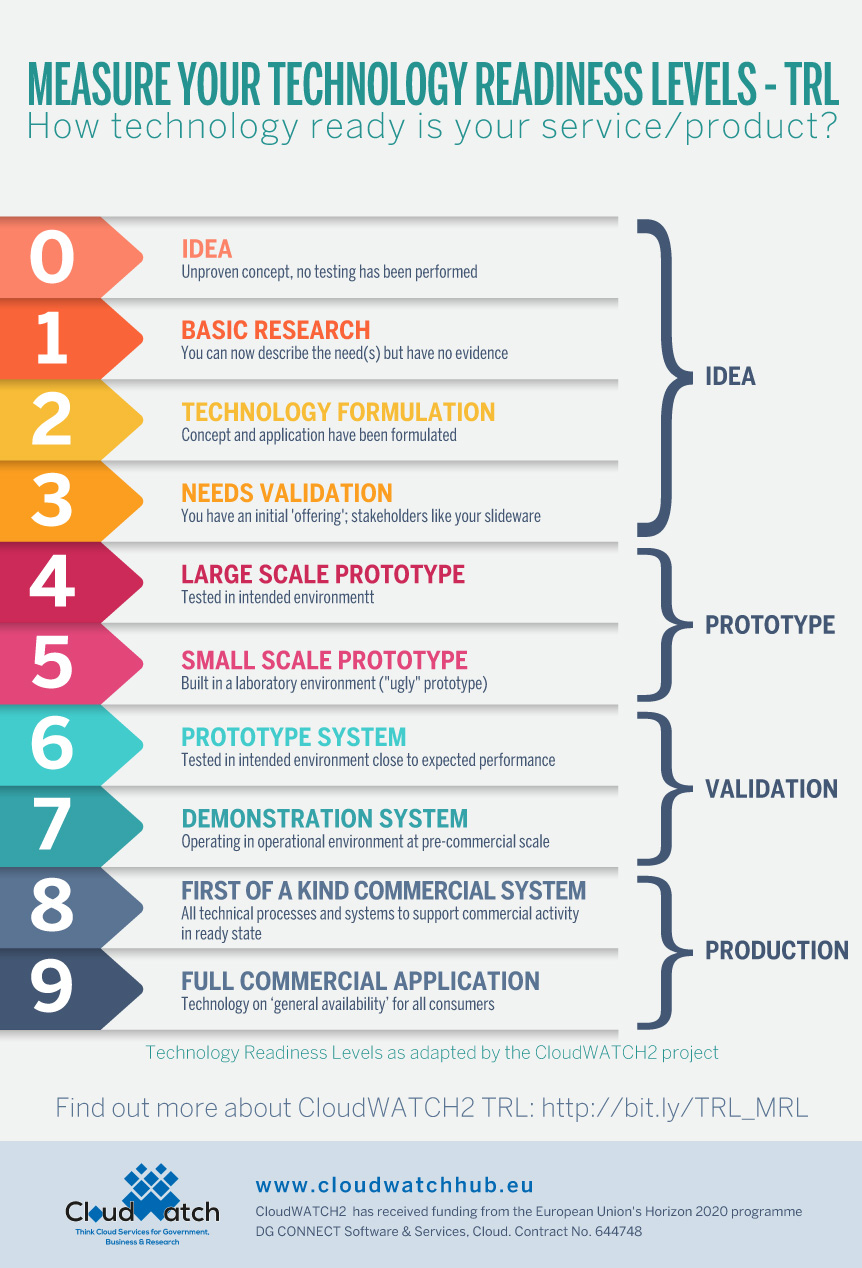 MEASURE YOUR TECHNOLOGY READINESS LEVELS - TRL
How technology ready is your service/product?
0
IDEA
Unproven concept, no testing has been performed
1
BASIC RESEARCH
You can now describe the need(s) but have no evidence
2
TECHNOLOGY FORMULATION
Concept and application have been formulated
3
NEEDS VALIDATION
You have an initial 'offering'; stakeholders like your slideware
IDEA
4
LARGE SCALE PROTOTYPE
Tested in intended environmentt
5
SMALL SCALE PROTOTYPE
Built in a laboratory environment ("ugly" prototype)
PROTOTYPE
6
PROTOTYPE SYSTEM
Tested in intended environment close to expected performance
7
DEMONSTRATION SYSTEM
Operating in operational environment at pre-commercial scale
VALIDATION
8
FIRST OF A KIND COMMERCIAL SYSTEM
All technical processes and systems to support commercial activity
in ready state
9
FULL COMMERCIAL APPLICATION
Technology on ‘general availability’ for all consumers
PRODUCTION
Technology Readiness Levels as adapted by the CloudWATCH2 project
Find out more about CloudWATCH2 TRL: http://bit.ly/TRL_MRL
CloudWatch
Think Cloud Services for Government,
Business & Research
www.cloudwatchhub.eu
CloudWATCH2 has received funding from the European Union's Horizon 2020 programme
DG CONNECT Software & Services, Cloud. Contract No. 644748